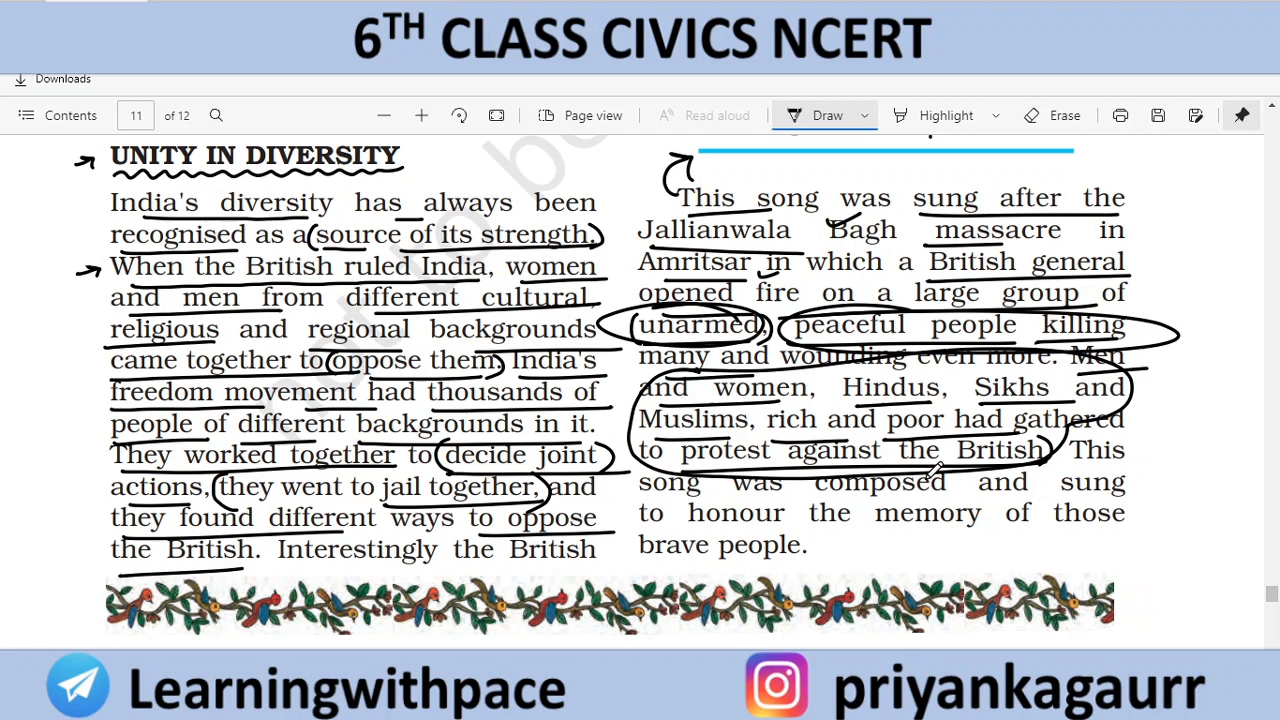 6TH CLASS CIVICS NCERT
Downloads
Contents 11 of 12 Page view Read aloud Draw Highlight Erase
UNITY IN DIVERSITY
India's diversity has always been
recognised as a source of its strength.
When the British ruled India, women
and men from different cultural,
religious and regional backgrounds
came together to oppose them. India's
freedom movement had thousands of
people of different backgrounds in it.
They worked together to decide joint
actions, they went to jail together, and
they found different ways to oppose
the British. Interestingly the British
This song was sung after the
Jallianwala Bagh massacre in
Amritsar in which a British general
opened fire on a large group of
unarmed, peaceful people killing
many and wounding even more. Men
and women, Hindus, Sikhs and
Muslims, rich and poor had gathered
to protest against the British. This
song was composed and sung
to honour the memory of those
brave people.
not to be
Learningwithpace
priyankagaurr